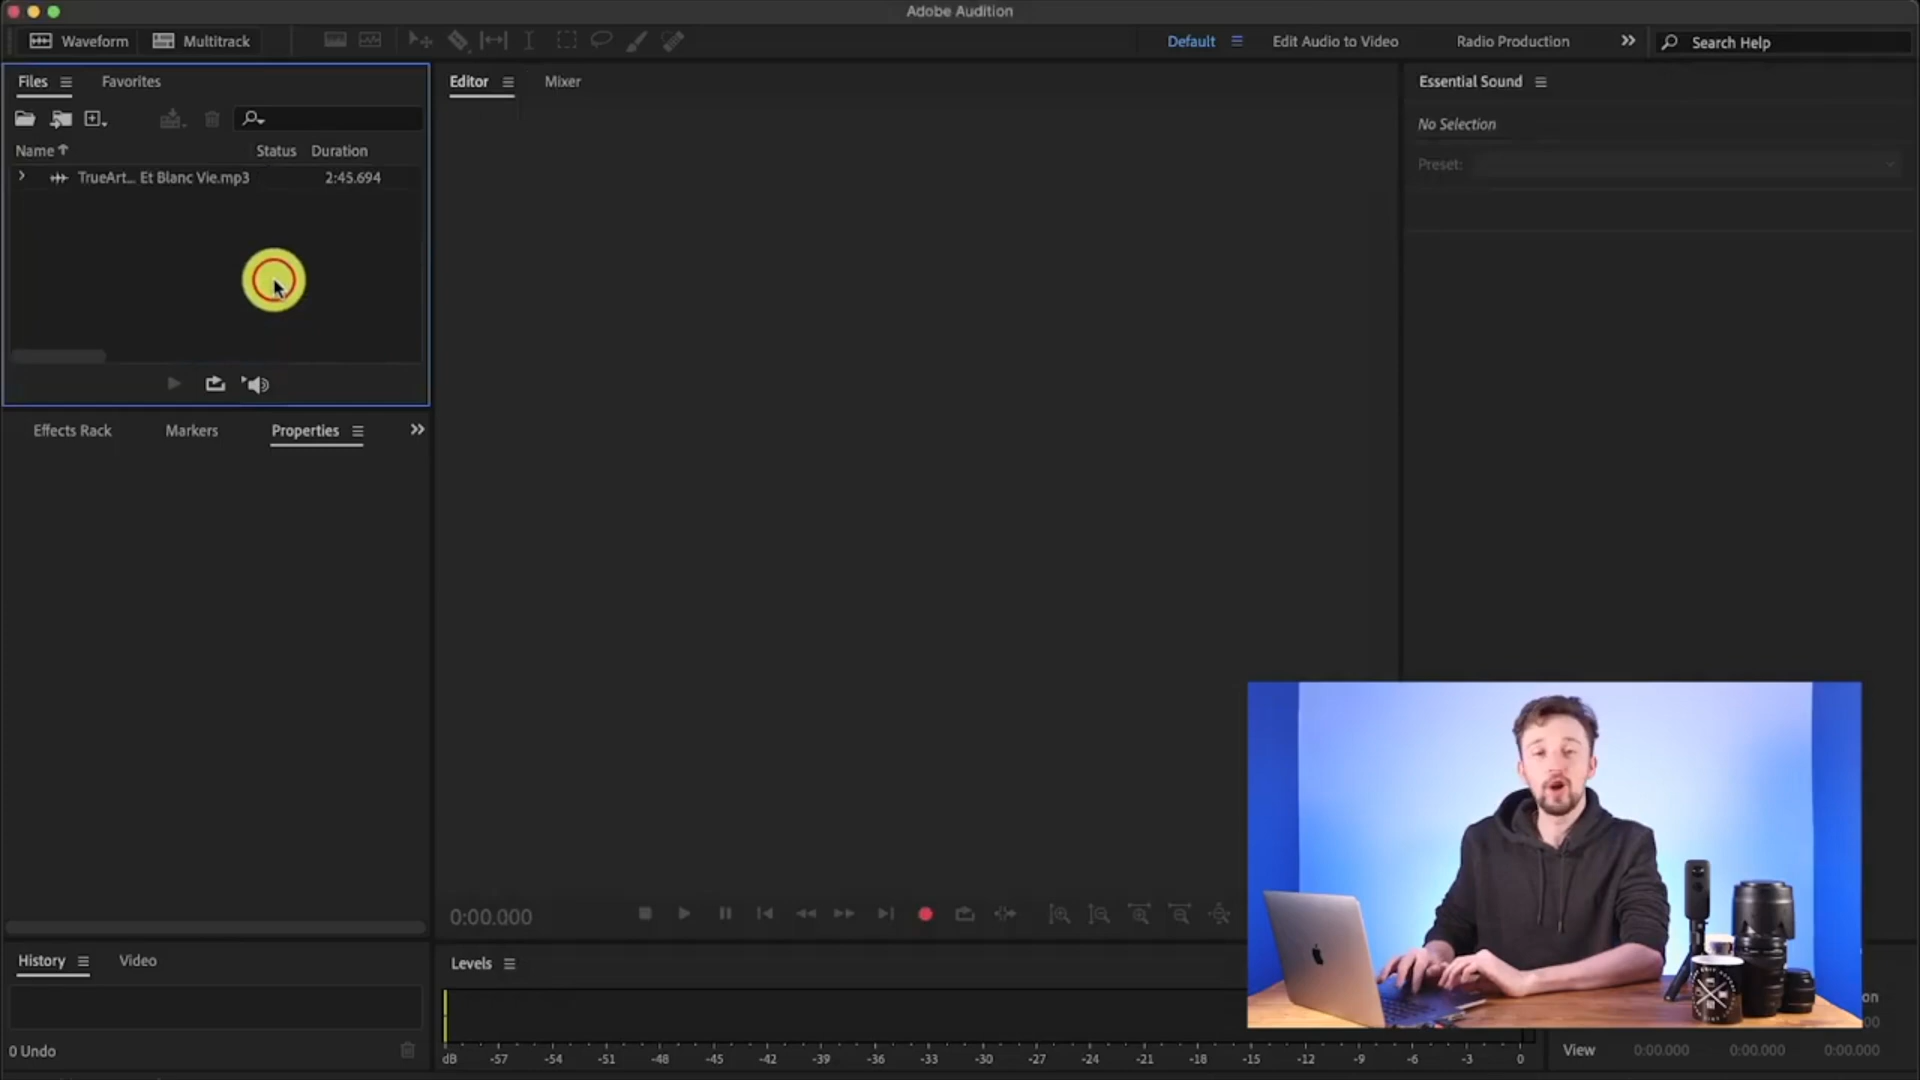 Adobe Audition
Waveform Multitrack Default Edit Audio to Video Radio Production Search Help
Files Favorites Editor Mixer Essential Sound
No Selection
Preset:
Name Status Duration
TrueArt... Et Blanc Vie.mp3 2:45.694
Effects Rack Markers Properties
0:00.000
History Video Levels
0 Undo
dB -57 -54 -51 -48 -45 -42 -39 -36 -33 -30 -27 -24 -21 -18 -15 -12 -9 -6 -3 0
on
00
View 0:00.000 0:00.000 0:00.000